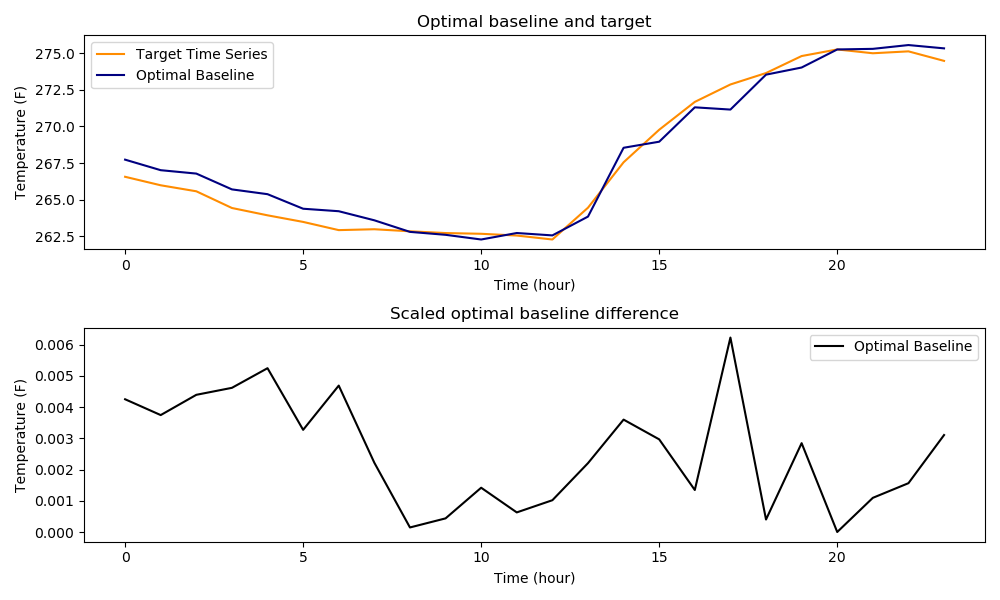 Optimal baseline and target
Temperature (F)
275.0
272.5
270.0
267.5
265.0
262.5
Target Time Series
Optimal Baseline
0 5 10 15 20
Time (hour)
Scaled optimal baseline difference
Temperature (F)
0.006
0.005
0.004
0.003
0.002
0.001
0.000
Optimal Baseline
0 5 10 15 20
Time (hour)